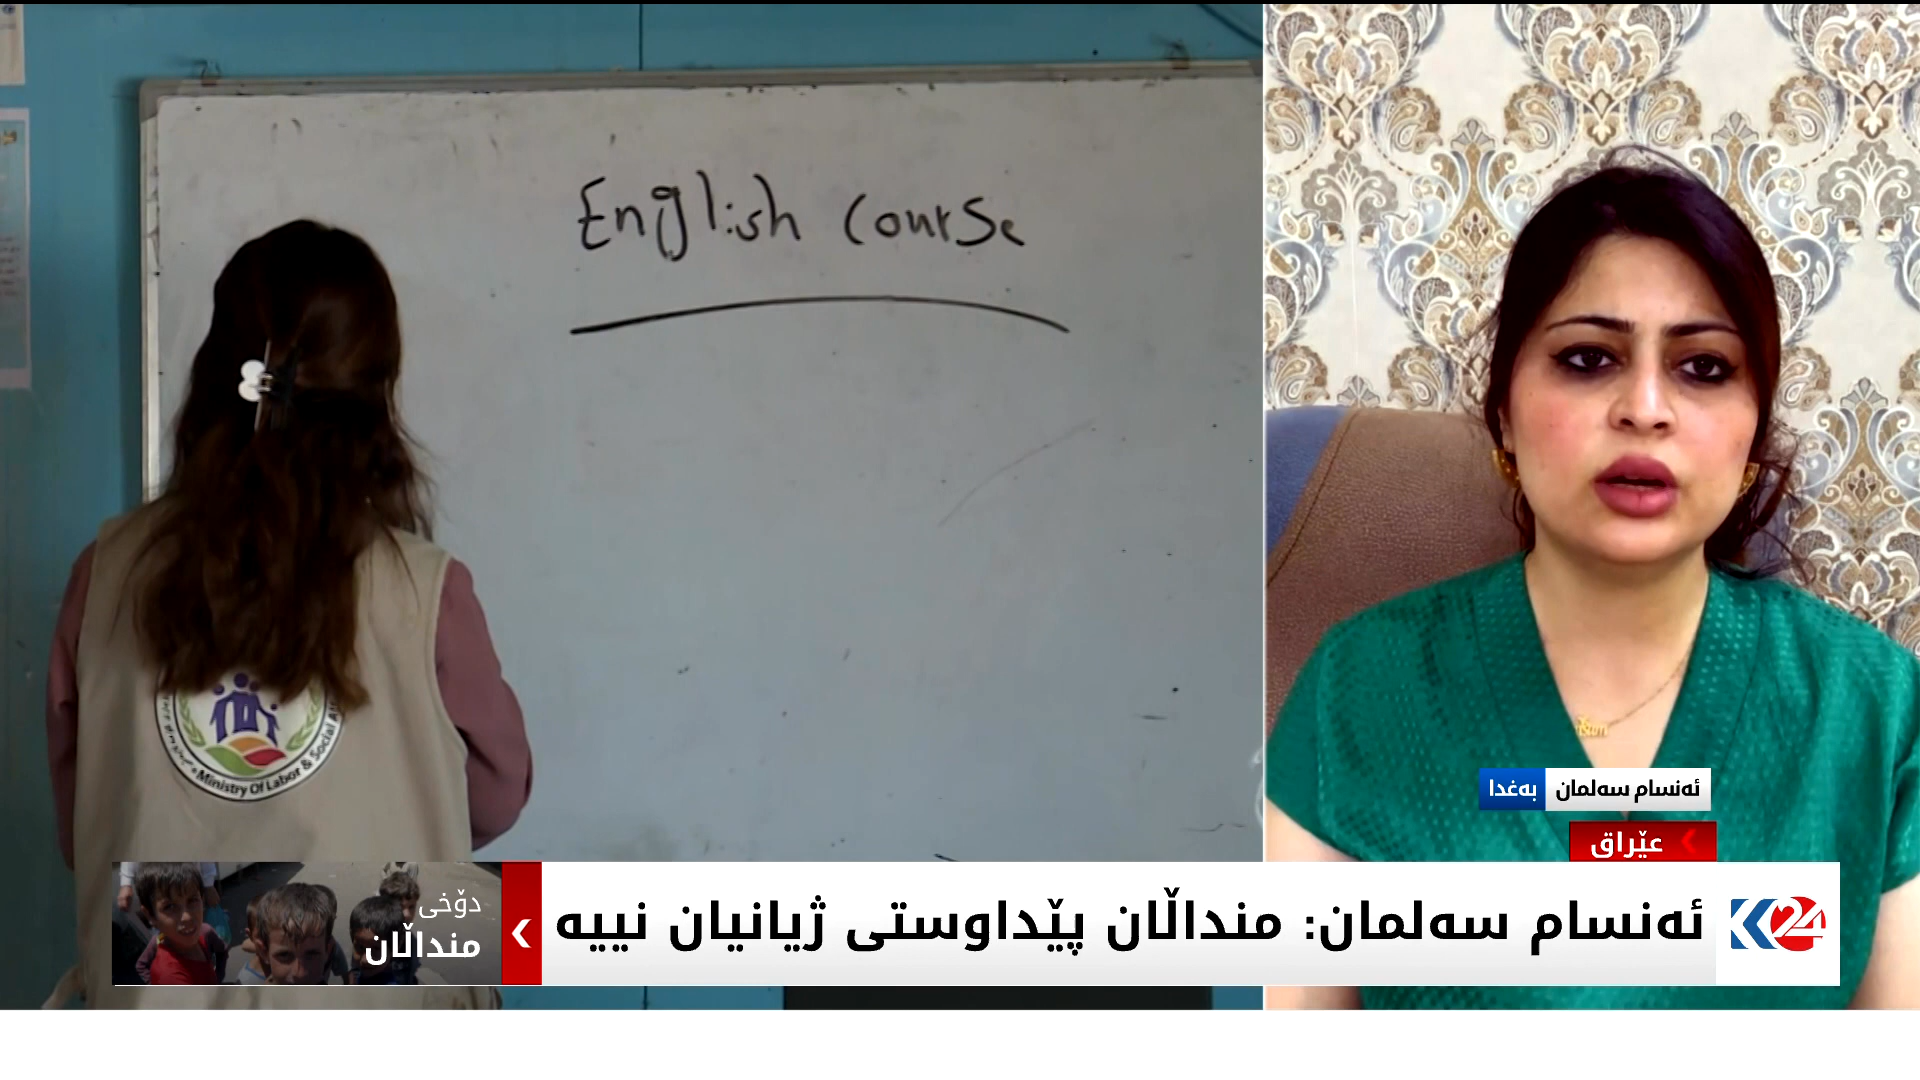 English course
Ministry Of Labor & Social
ئەنسام سەلمان
بەغدا
عێراق
ئەنسام سەلمان: منداڵان پێداوستی ژیانیان نییە
دۆخی
منداڵان
K24